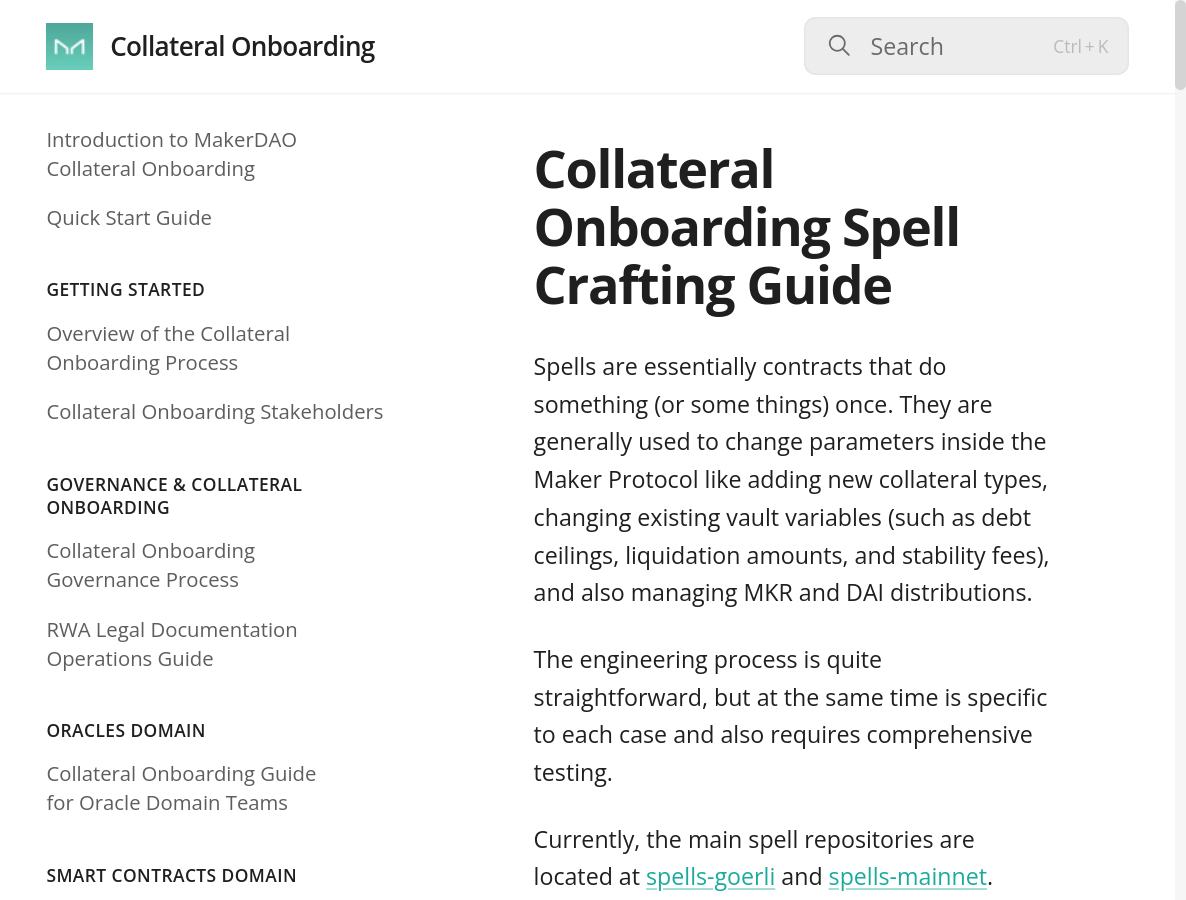 Collateral Onboarding
Search
Ctrl + K
Introduction to MakerDAO
Collateral Onboarding
Quick Start Guide
GETTING STARTED
Overview of the Collateral
Onboarding Process
Collateral Onboarding Stakeholders
GOVERNANCE & COLLATERAL
ONBOARDING
Collateral Onboarding
Governance Process
RWA Legal Documentation
Operations Guide
ORACLES DOMAIN
Collateral Onboarding Guide
for Oracle Domain Teams
SMART CONTRACTS DOMAIN
Collateral
Onboarding Spell
Crafting Guide
Spells are essentially contracts that do
something (or some things) once. They are
generally used to change parameters inside the
Maker Protocol like adding new collateral types,
changing existing vault variables (such as debt
ceilings, liquidation amounts, and stability fees),
and also managing MKR and DAI distributions.
The engineering process is quite
straightforward, but at the same time is specific
to each case and also requires comprehensive
testing.
Currently, the main spell repositories are
located at spells-goerli and spells-mainnet.